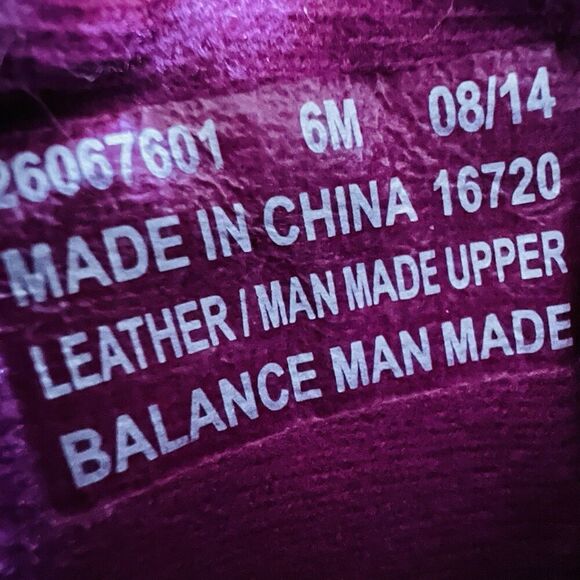 26067601 6M 08/14
MADE IN CHINA 16720
LEATHER / MAN MADE UPPER
BALANCE MAN MADE